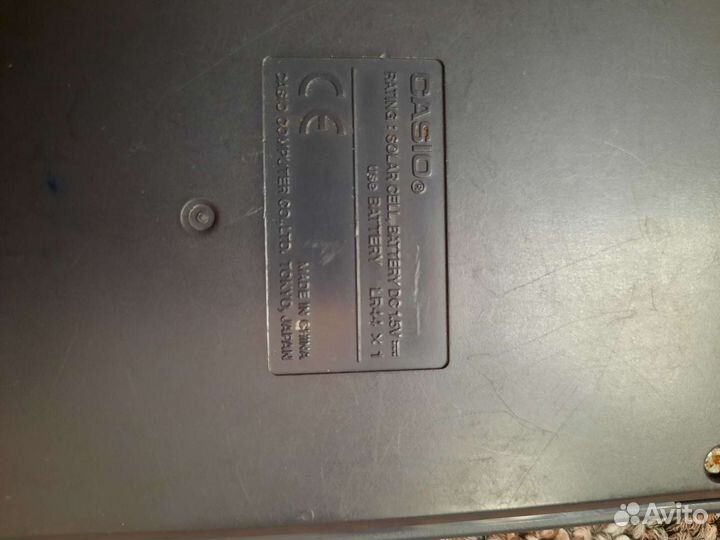 CASIO®
RATING : SOLAR CELL, BATTERY DC 1.5V
use BATTERY LR44 X 1
CE
MADE IN CHINA
CASIO COMPUTER CO., LTD. TOKYO, JAPAN
Avito